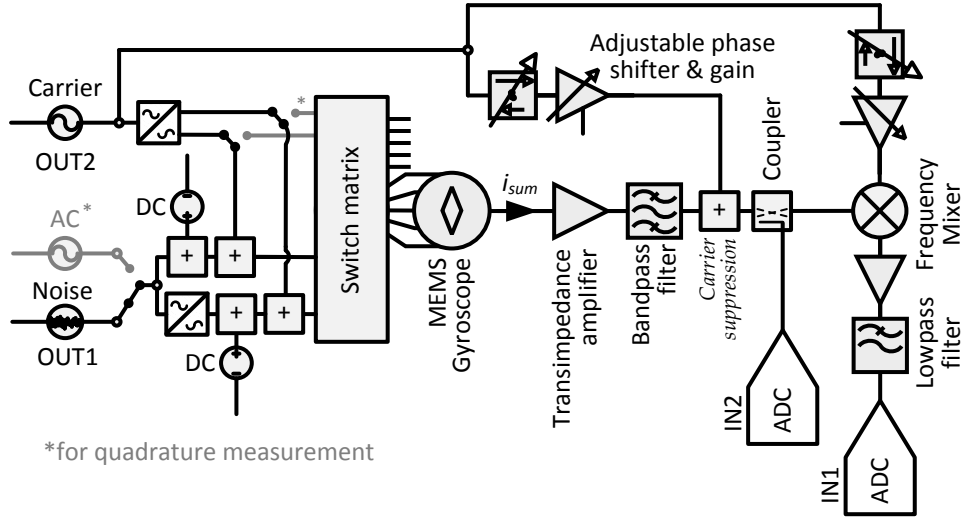 Carrier
OUT2
AC*
Noise
OUT1
DC
+
+
+
+
DC
*
Switch matrix
MEMS
Gyroscope
isum
Transimpedance
amplifier
Bandpass
filter
Adjustable phase
shifter & gain
+
Carrier
suppression
Coupler
Frequency
Mixer
Lowpass
filter
IN2
ADC
IN1
ADC
*for quadrature measurement